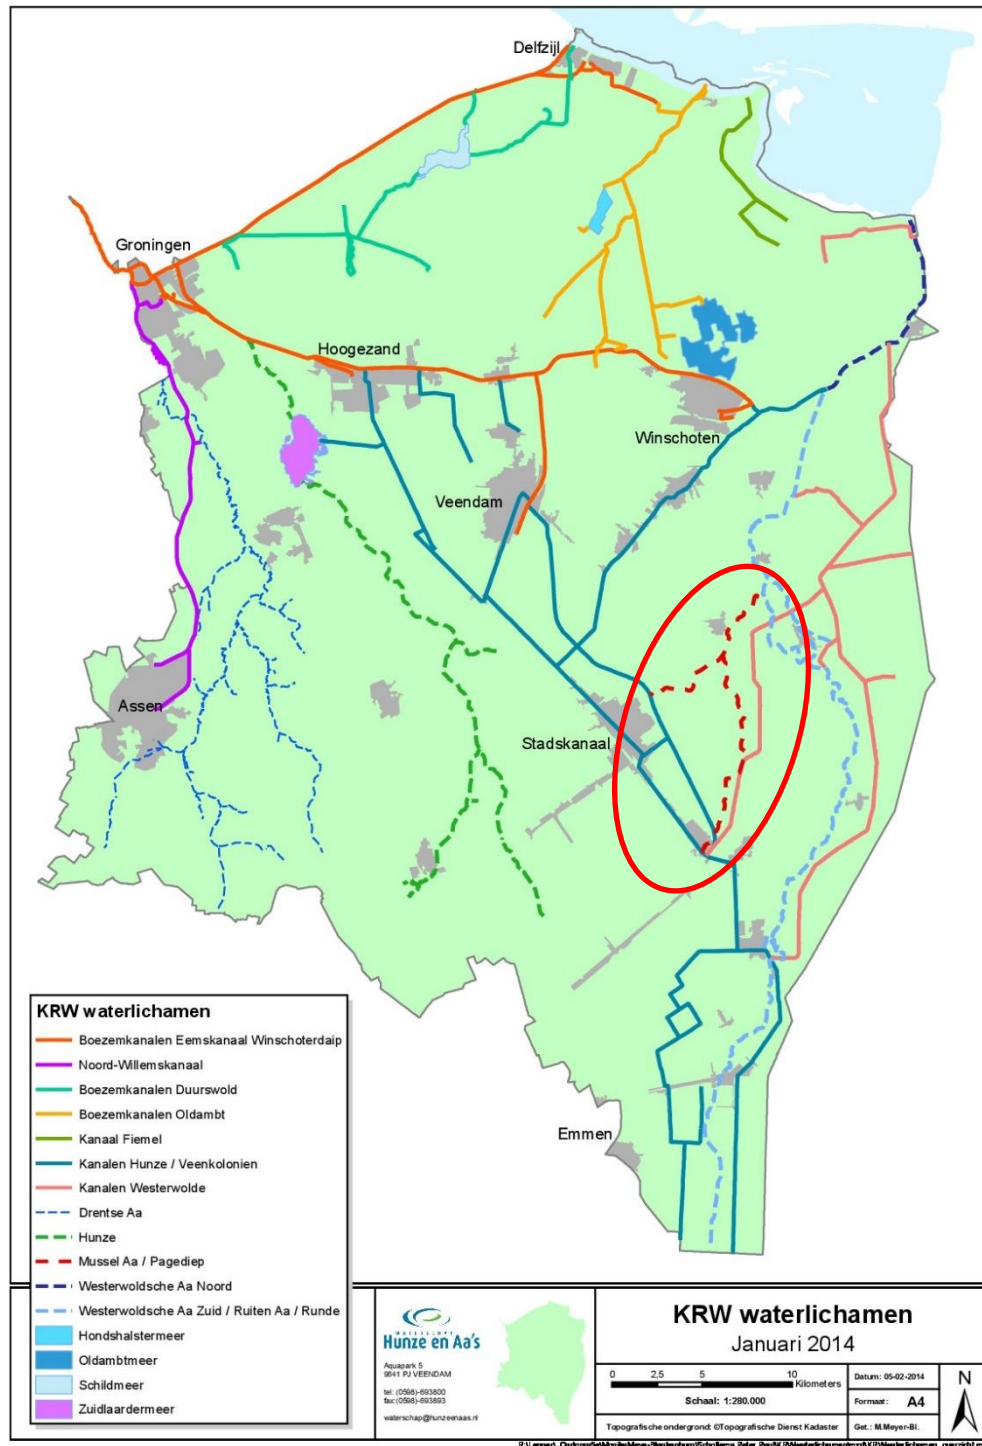 Delfzijl
Groningen
Hoogezand
Winschoten
Veendam
Assen
Stadskanaal
Emmen
KRW waterlichamen
Boezemkanalen Eemskanaal Winschoterdaip
Noord-Willemskanaal
Boezemkanalen Duurswold
Boezemkanalen Oldambt
Kanaal Fiemel
Kanalen Hunze / Veenkolonien
Kanalen Westerwolde
Drentse Aa
Hunze
Mussel Aa / Pagediep
Westerwoldsche Aa Noord
Westerwoldsche Aa Zuid / Ruiten Aa / Runde
Hondshalstermeer
Oldambtmeer
Schildmeer
Zuidlaardermeer
WATERSCHAP
Hunze en Aa's
Aquapark 5
9641 PJ VEENDAM
tel: (0598)-693800
fax:(0598)-693893
waterschap@hunzeenaas.nl
KRW waterlichamen
Januari 2014
0 2,5 5 10
Kilometers
Schaal: 1:280.000
Topografische ondergrond: ©Topografische Dienst Kadaster
Datum: 05-02-2014
Formaat: A4
Get.: M.Meyer-Bl.
N